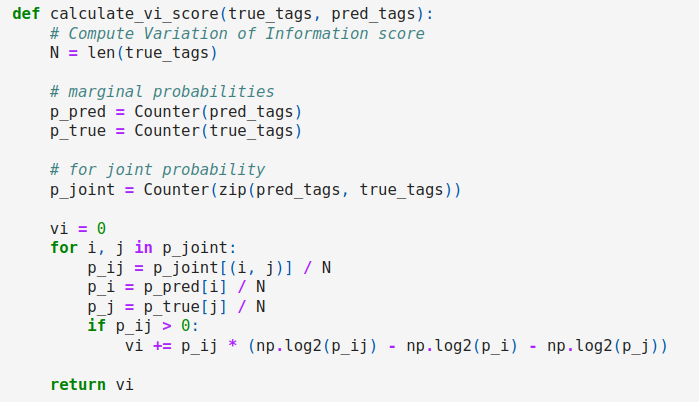 def calculate_vi_score(true_tags, pred_tags):
    # Compute Variation of Information score
    N = len(true_tags)

    # marginal probabilities
    p_pred = Counter(pred_tags)
    p_true = Counter(true_tags)

    # for joint probability
    p_joint = Counter(zip(pred_tags, true_tags))

    vi = 0
    for i, j in p_joint:
        p_ij = p_joint[(i, j)] / N
        p_i = p_pred[i] / N
        p_j = p_true[j] / N
        if p_ij > 0:
            vi += p_ij * (np.log2(p_ij) - np.log2(p_i) - np.log2(p_j))

    return vi